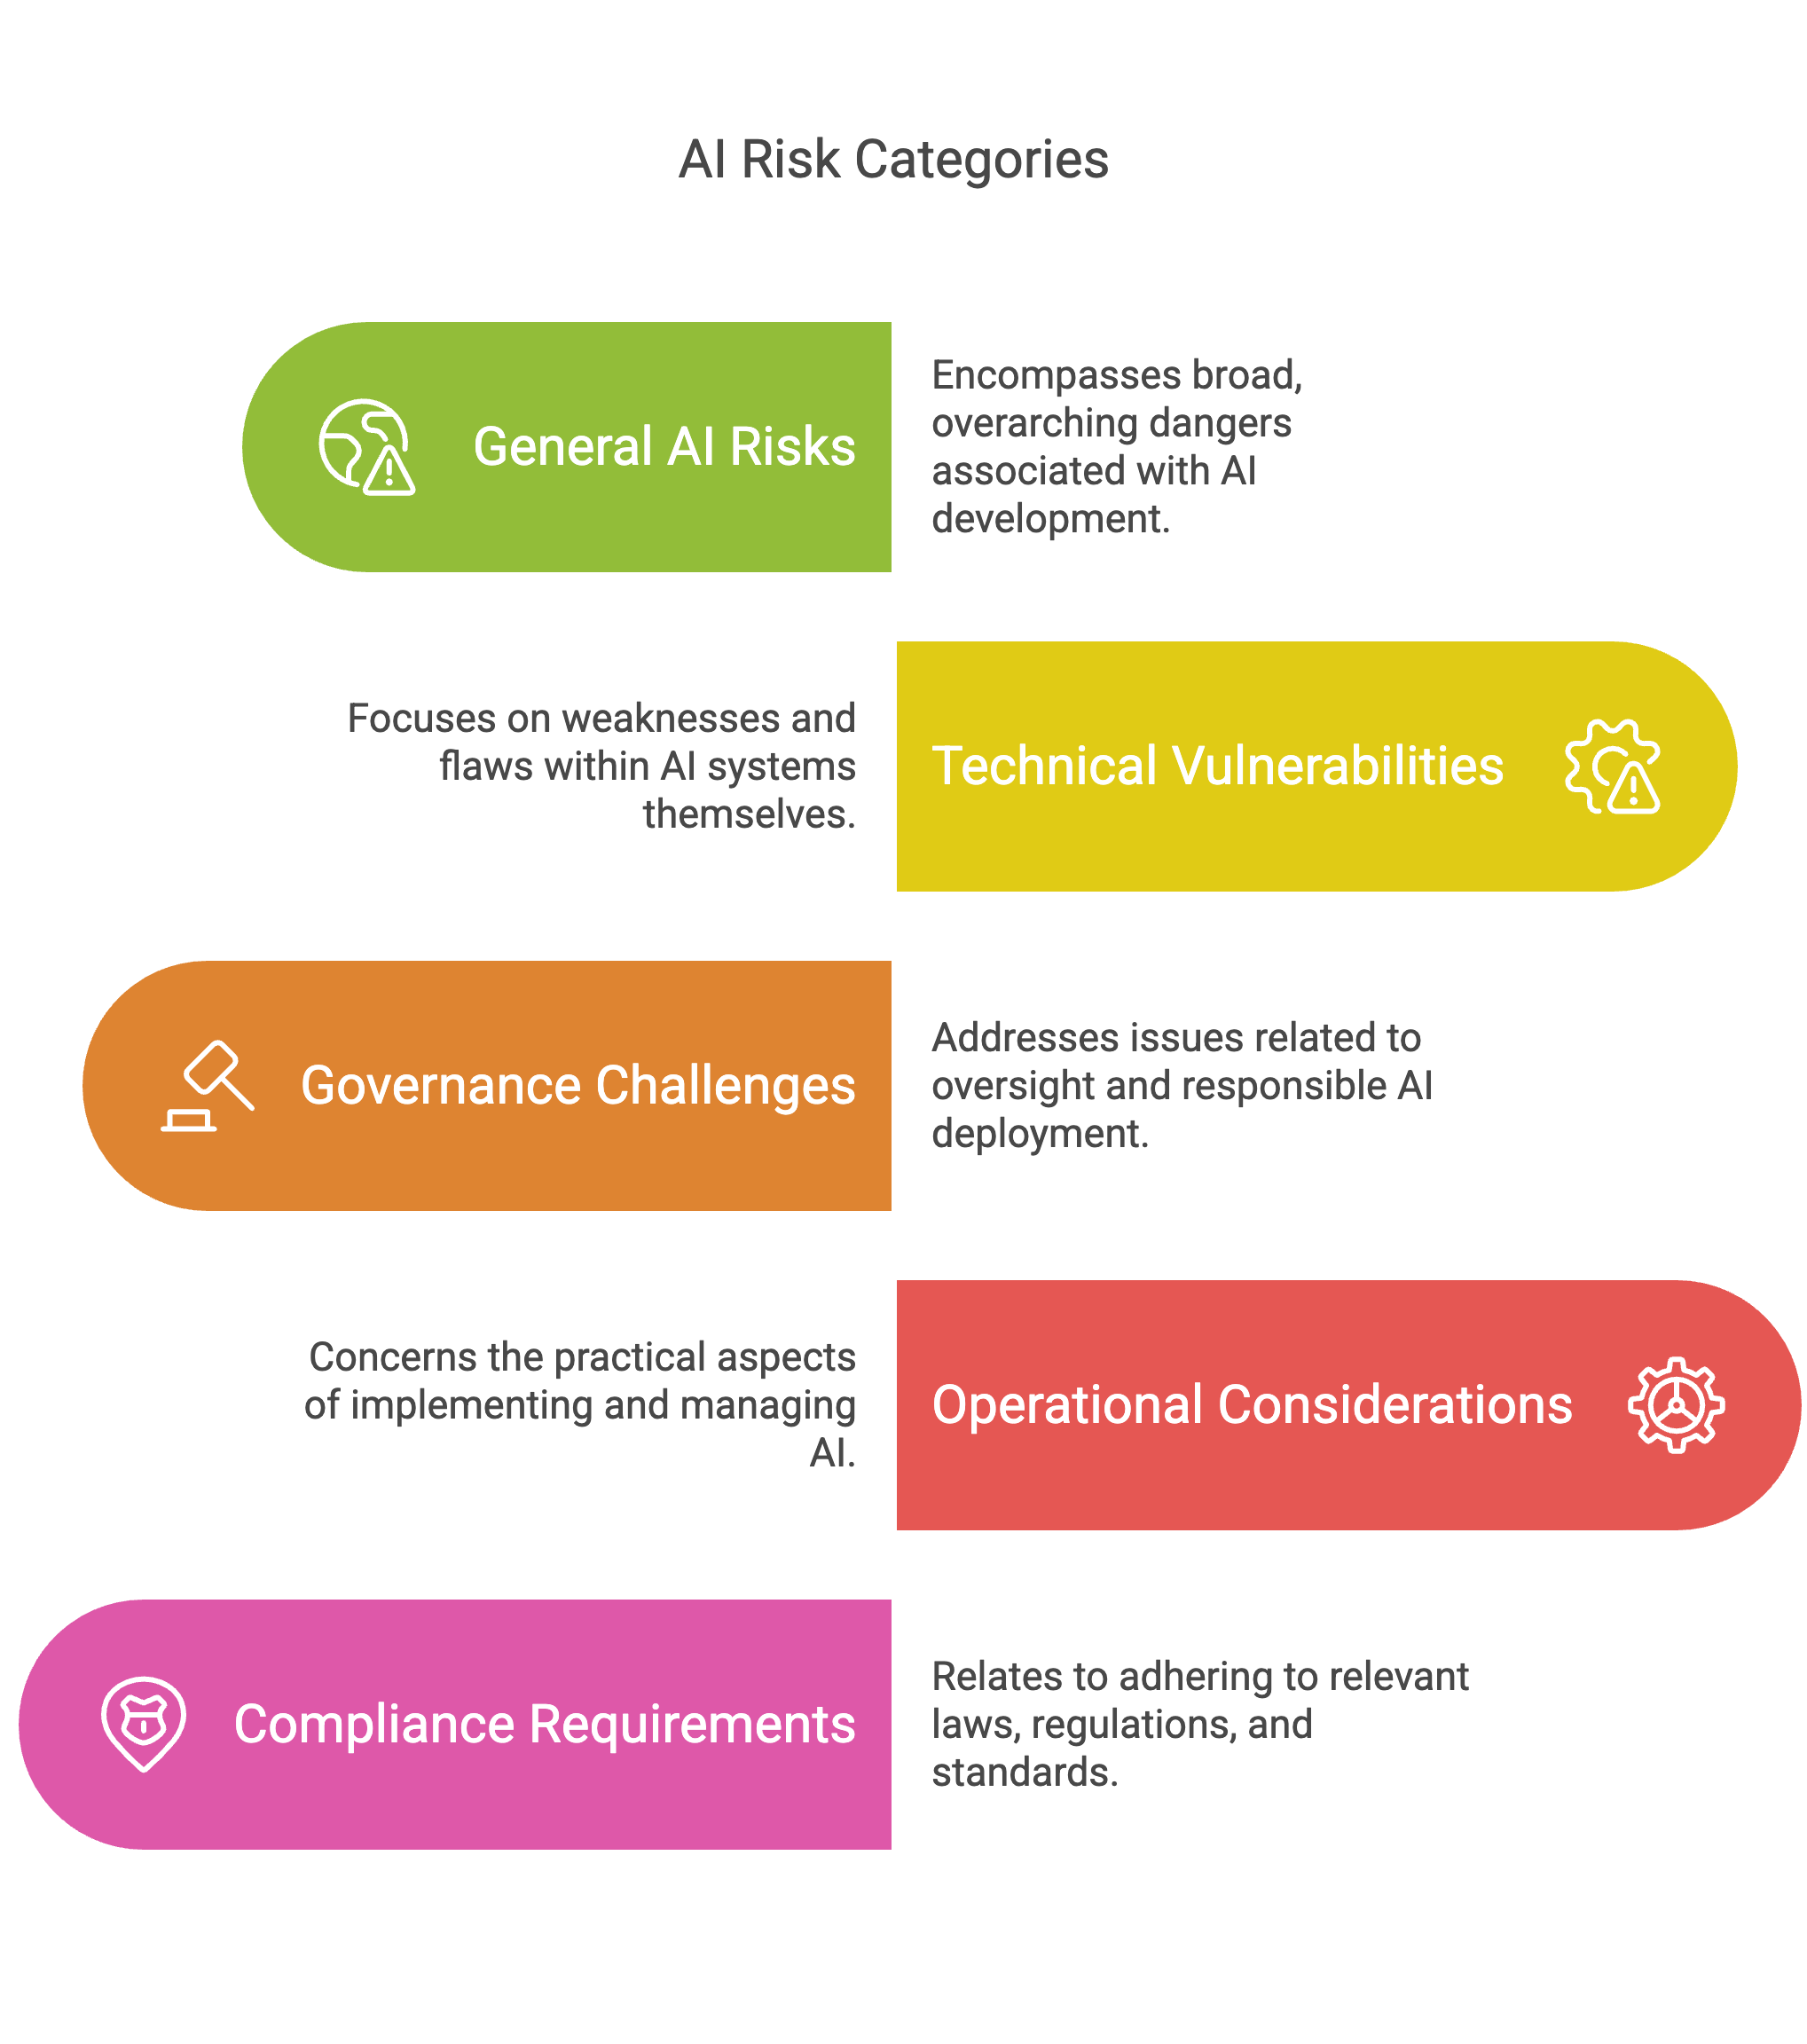 AI Risk Categories
General AI Risks
Encompasses broad,
overarching dangers
associated with AI
development.
Focuses on weaknesses and
flaws within AI systems
themselves.
Technical Vulnerabilities
Governance Challenges
Addresses issues related to
oversight and responsible AI
deployment.
Concerns the practical aspects
of implementing and managing
AI.
Operational Considerations
Compliance Requirements
Relates to adhering to relevant
laws, regulations, and
standards.